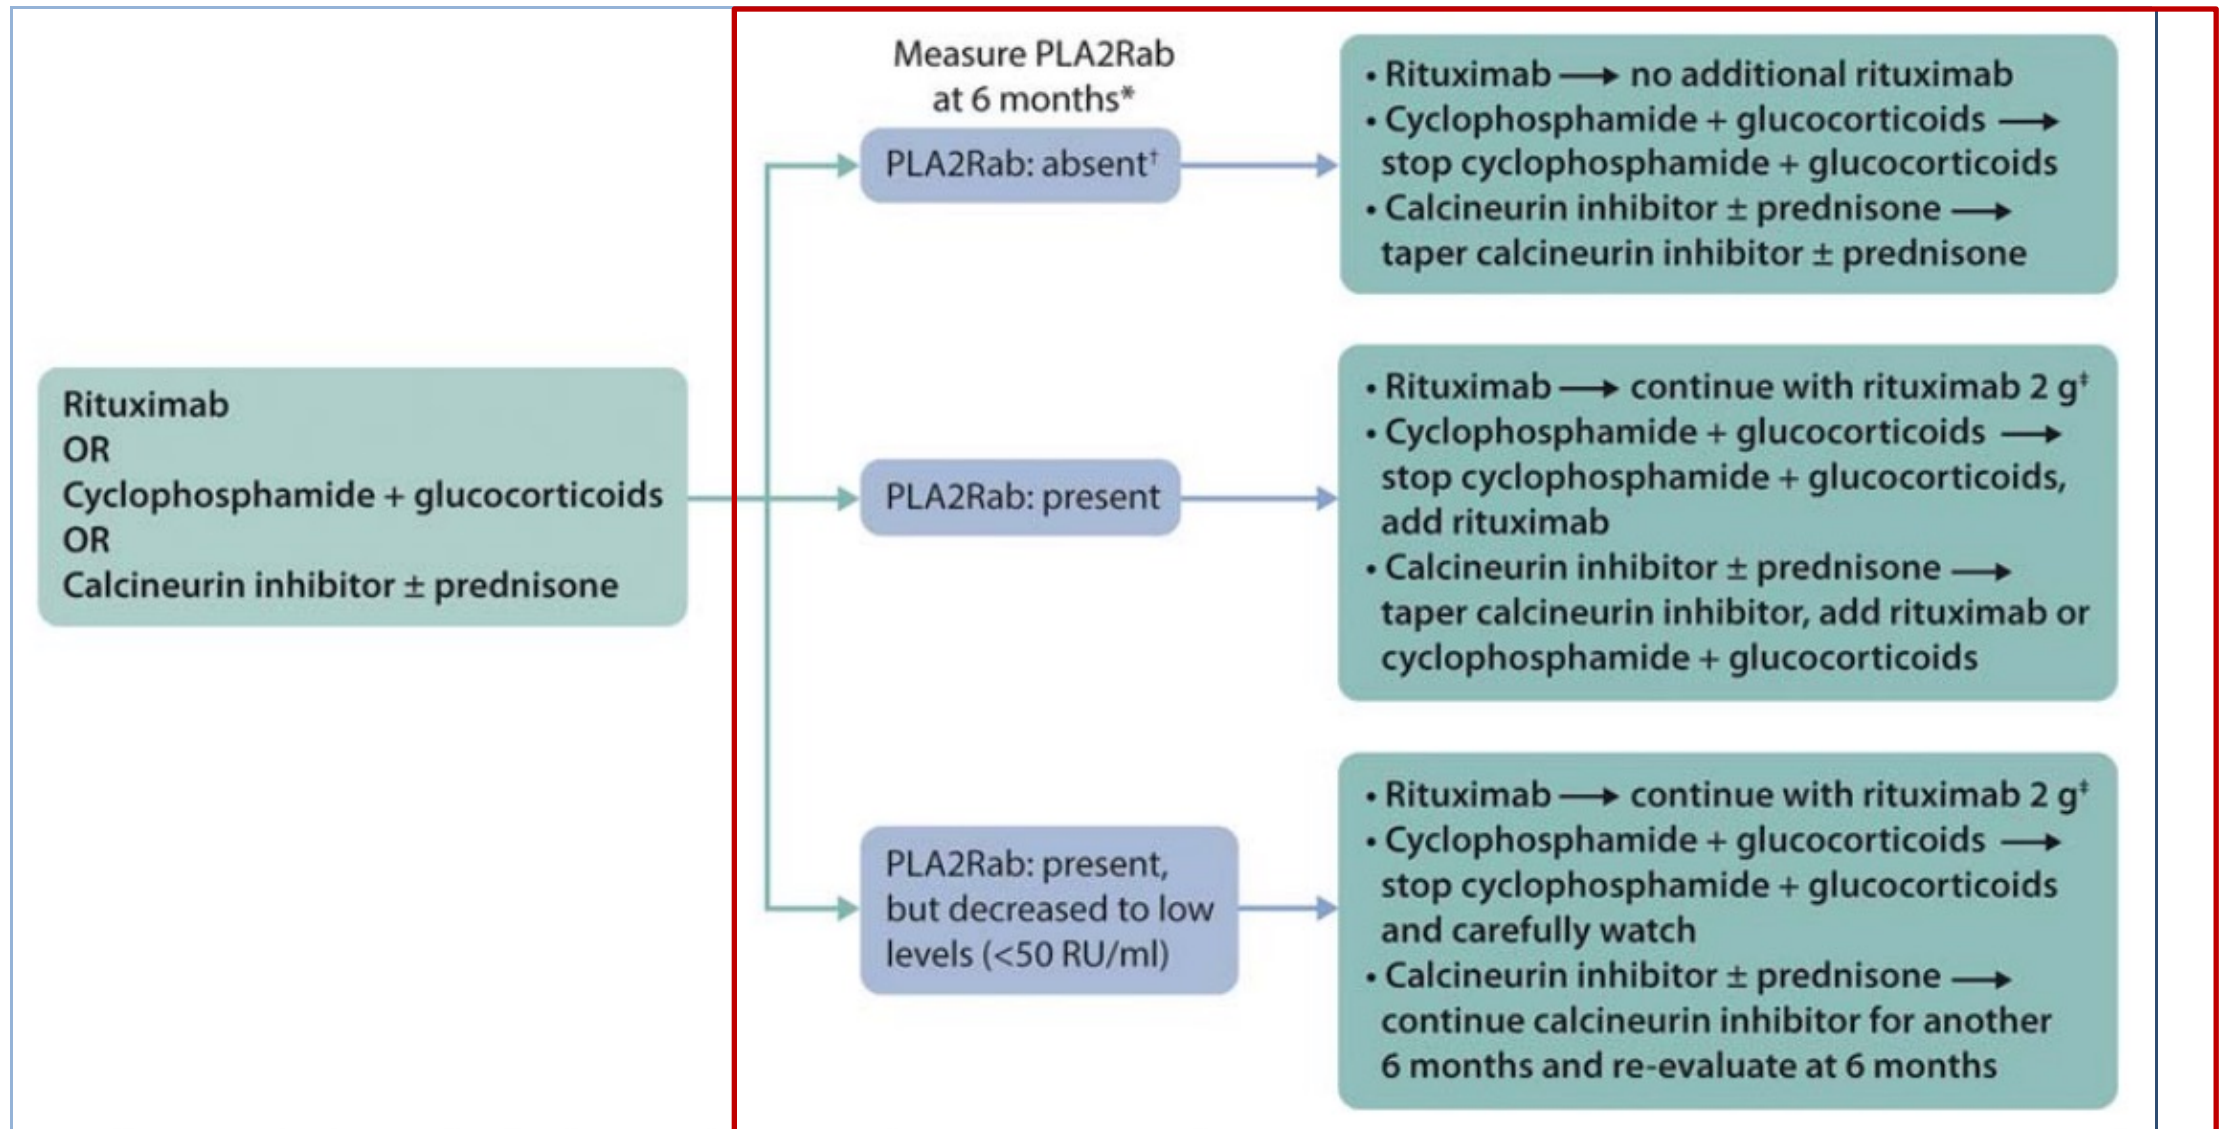 Rituximab
OR
Cyclophosphamide + glucocorticoids
OR
Calcineurin inhibitor ± prednisone
Measure PLA2Rab
at 6 months*
PLA2Rab: absent†
• Rituximab ⟶ no additional rituximab
• Cyclophosphamide + glucocorticoids ⟶
stop cyclophosphamide + glucocorticoids
• Calcineurin inhibitor ± prednisone ⟶
taper calcineurin inhibitor ± prednisone
PLA2Rab: present
• Rituximab ⟶ continue with rituximab 2 g‡
• Cyclophosphamide + glucocorticoids ⟶
stop cyclophosphamide + glucocorticoids,
add rituximab
• Calcineurin inhibitor ± prednisone ⟶
taper calcineurin inhibitor, add rituximab or
cyclophosphamide + glucocorticoids
PLA2Rab: present,
but decreased to low
levels (<50 RU/ml)
• Rituximab ⟶ continue with rituximab 2 g‡
• Cyclophosphamide + glucocorticoids ⟶
stop cyclophosphamide + glucocorticoids
and carefully watch
• Calcineurin inhibitor ± prednisone ⟶
continue calcineurin inhibitor for another
6 months and re-evaluate at 6 months